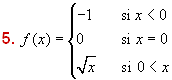 5. f(x) = { −1 si x < 0
0 si x = 0
√x si 0 < x